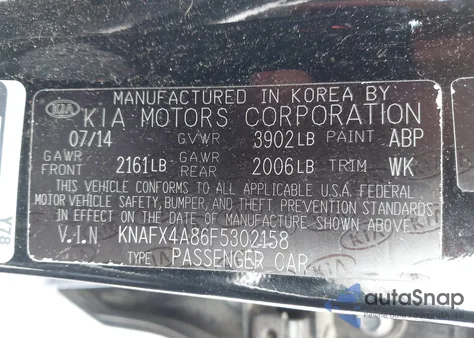 MANUFACTURED IN KOREA BY
KIA KIA MOTORS CORPORATION
07/14 GVWR 3902LB PAINT ABP
GAWR FRONT 2161LB GAWR REAR 2006LB TRIM WK
THIS VEHICLE CONFORMS TO ALL APPLICABLE U.S.A FEDERAL
MOTOR VEHICLE SAFETY, BUMPER, AND THEFT PREVENTION STANDARDS
IN EFFECT ON THE DATE OF MANUFACTURE SHOWN ABOVE.
V.I.N KNAFX4A86F5302158
TYPE PASSENGER CAR
Y78
autoSnap